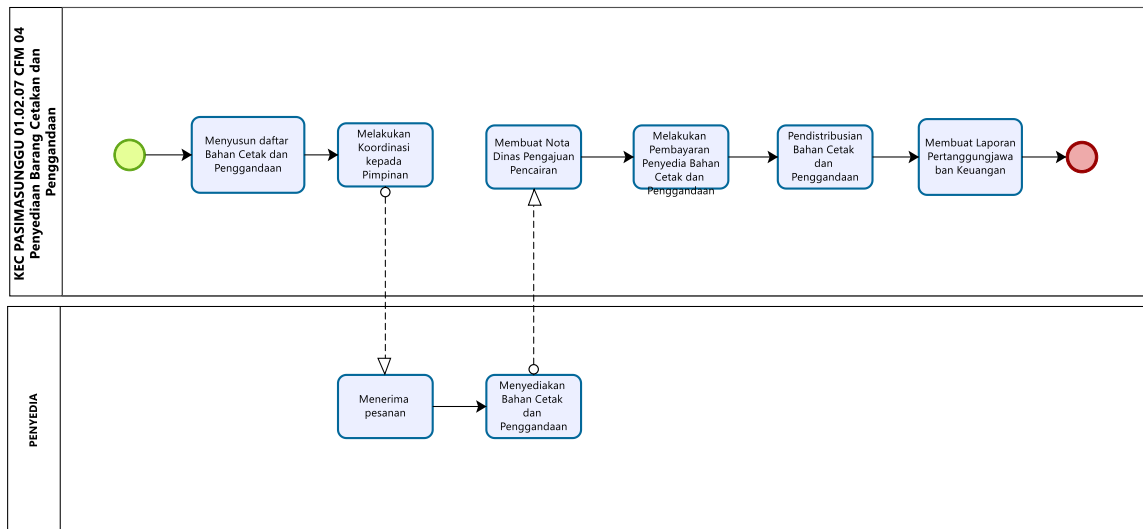 KEC PASIMASUNGGU 01.02.07 CFM 04
Penyediaan Barang Cetakan dan
Penggandaan
Menyusun daftar
Bahan Cetak dan
Penggandaan
Melakukan
Koordinasi
kepada
Pimpinan
Membuat Nota
Dinas Pengajuan
Pencairan
Melakukan
Pembayaran
Penyedia Bahan
Cetak dan
Penggandaan
Pendistribusian
Bahan Cetak
dan
Penggandaan
Membuat Laporan
Pertanggungjawa
ban Keuangan
PENYEDIA
Menerima
pesanan
Menyediakan
Bahan Cetak
dan
Penggandaan